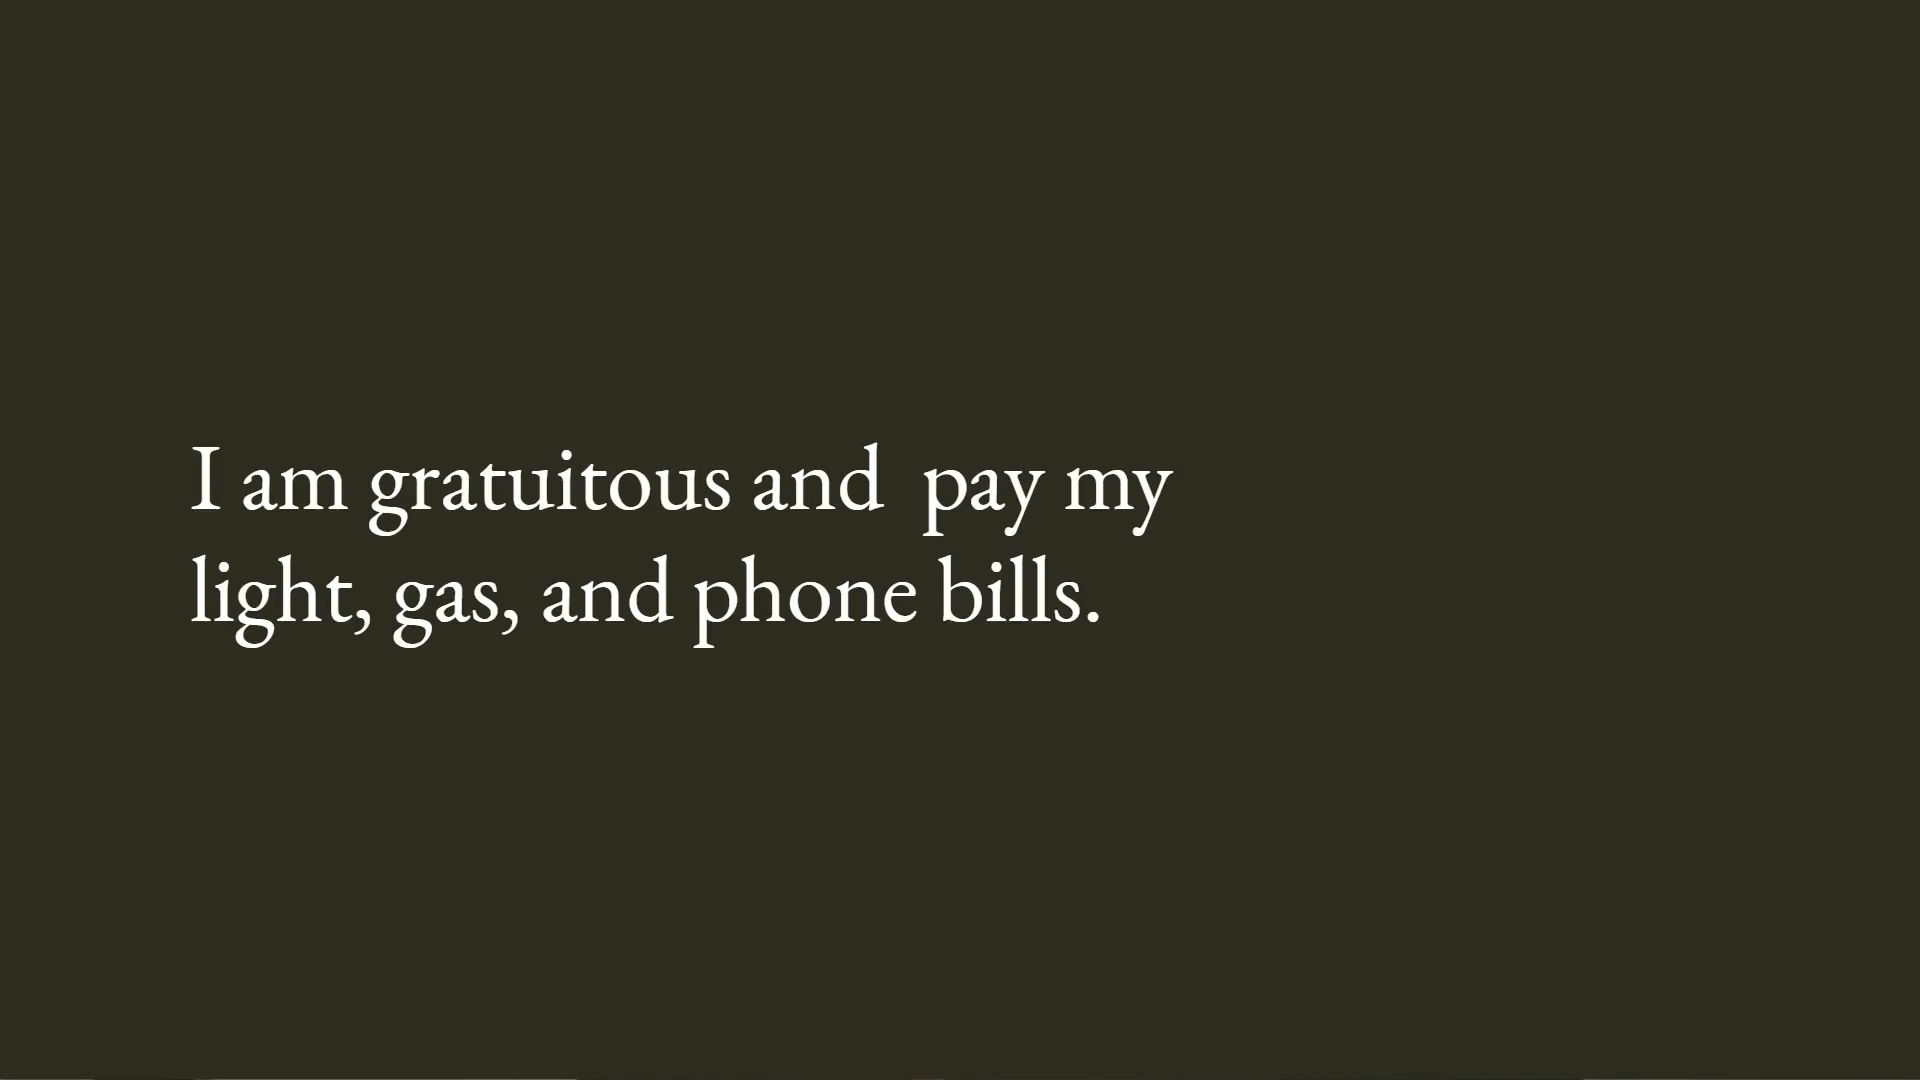 I am gratuitous and  pay my
light, gas, and phone bills.